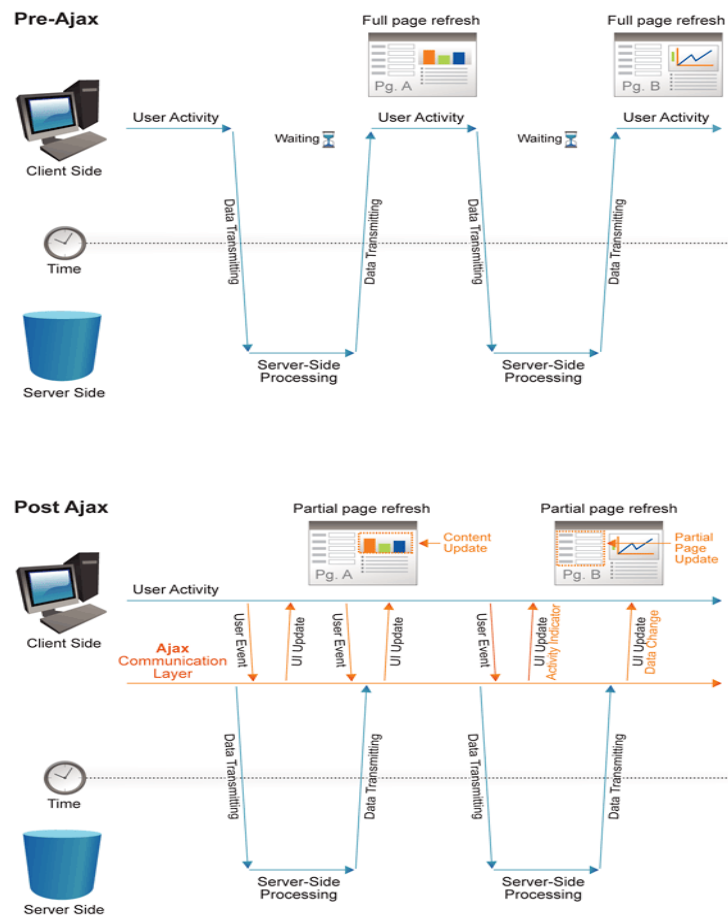 Pre-Ajax
Full page refresh
Full page refresh
Pg. A
Pg. B
User Activity
Waiting
User Activity
Waiting
User Activity
Client Side
Data Transmitting
Data Transmitting
Data Transmitting
Data Transmitting
Time
Server-Side
Processing
Server-Side
Processing
Server Side
Post Ajax
Partial page refresh
Partial page refresh
Content
Update
Partial
Page
Update
Pg. A
Pg. B
User Activity
Client Side
User Event
UI Update
User Event
UI Update
User Event
UI Update
Activity Indicator
UI Update
Data Change
Ajax
Communication
Layer
Data Transmitting
Data Transmitting
Data Transmitting
Data Transmitting
Time
Server-Side
Processing
Server-Side
Processing
Server Side